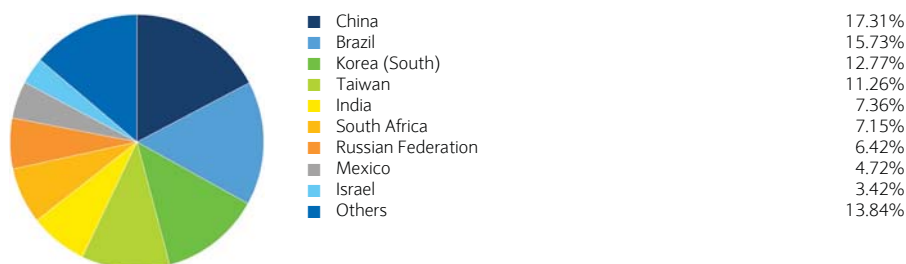 China 17.31%
Brazil 15.73%
Korea (South) 12.77%
Taiwan 11.26%
India 7.36%
South Africa 7.15%
Russian Federation 6.42%
Mexico 4.72%
Israel 3.42%
Others 13.84%